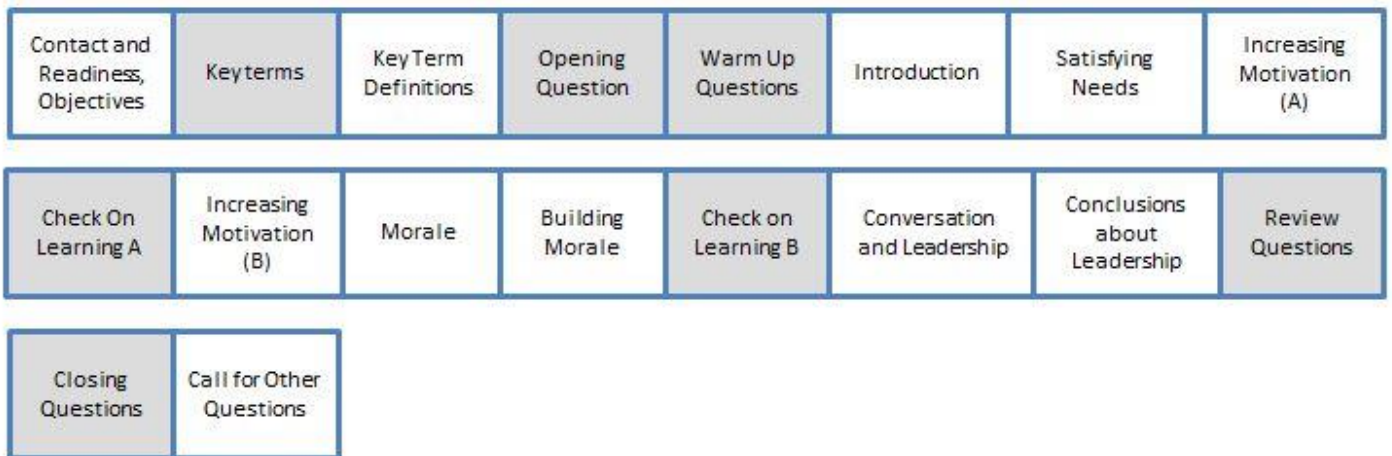 Contact and
Readiness,
Objectives
Key terms
Key Term
Definitions
Opening
Question
Warm Up
Questions
Introduction
Satisfying
Needs
Increasing
Motivation
(A)
Check On
Learning A
Increasing
Motivation
(B)
Morale
Building
Morale
Check on
Learning B
Conversation
and Leadership
Conclusions
about
Leadership
Review
Questions
Closing
Questions
Call for Other
Questions